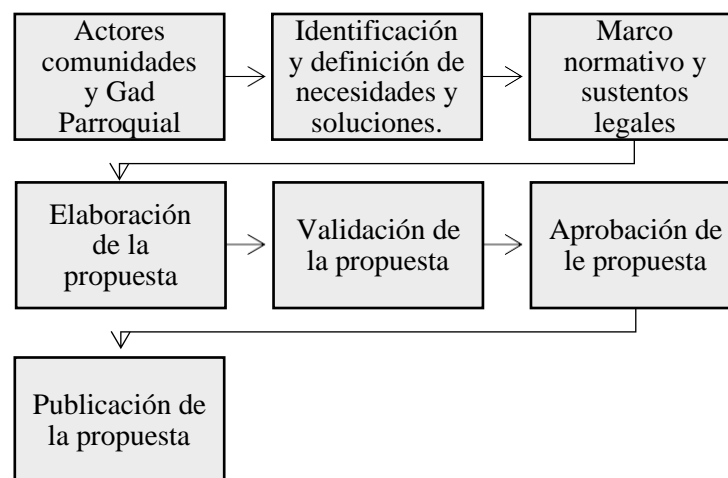 Actores
comunidades
y Gad
Parroquial
Identificación
y definición de
necesidades y
soluciones.
Marco
normativo y
sustentos
legales
Elaboración
de la
propuesta
Validación de
la propuesta
Aprobación de
le propuesta
Publicación de
la propuesta